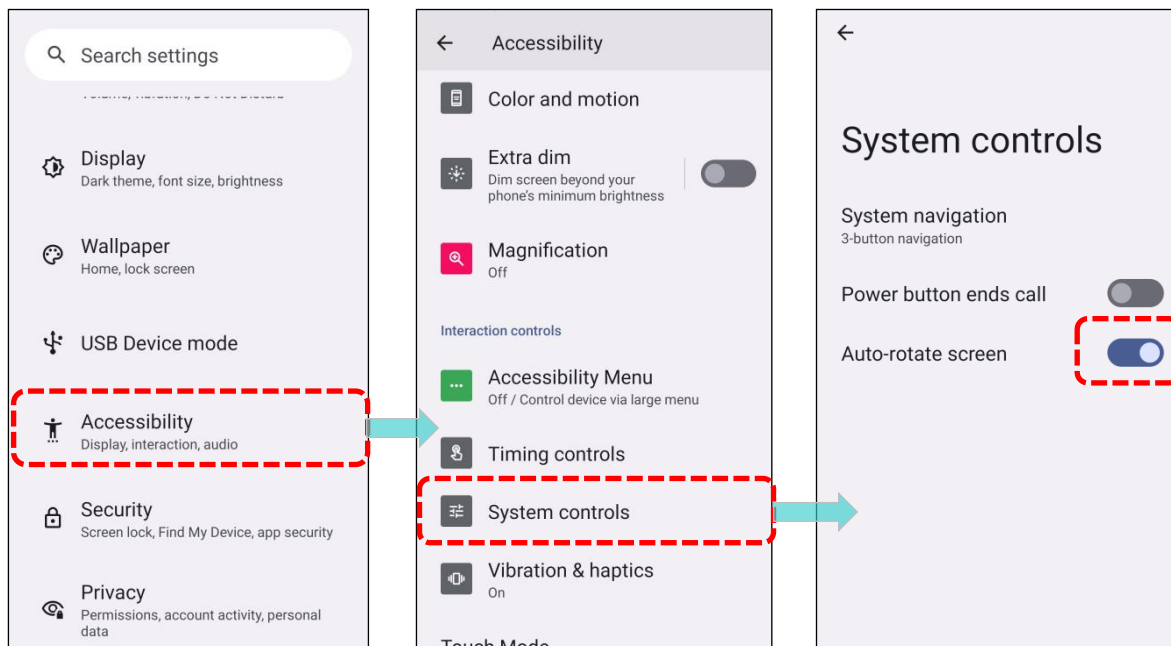 Search settings
Display
Dark theme, font size, brightness
Wallpaper
Home, lock screen
USB Device mode
Accessibility
Display, interaction, audio
Security
Screen lock, Find My Device, app security
Privacy
Permissions, account activity, personal
data
Accessibility
Color and motion
Extra dim
Dim screen beyond your
phone's minimum brightness
Magnification
Off
Interaction controls
Accessibility Menu
Off / Control device via large menu
Timing controls
System controls
Vibration & haptics
On
Touch Mode
System controls
System navigation
3-button navigation
Power button ends call
Auto-rotate screen